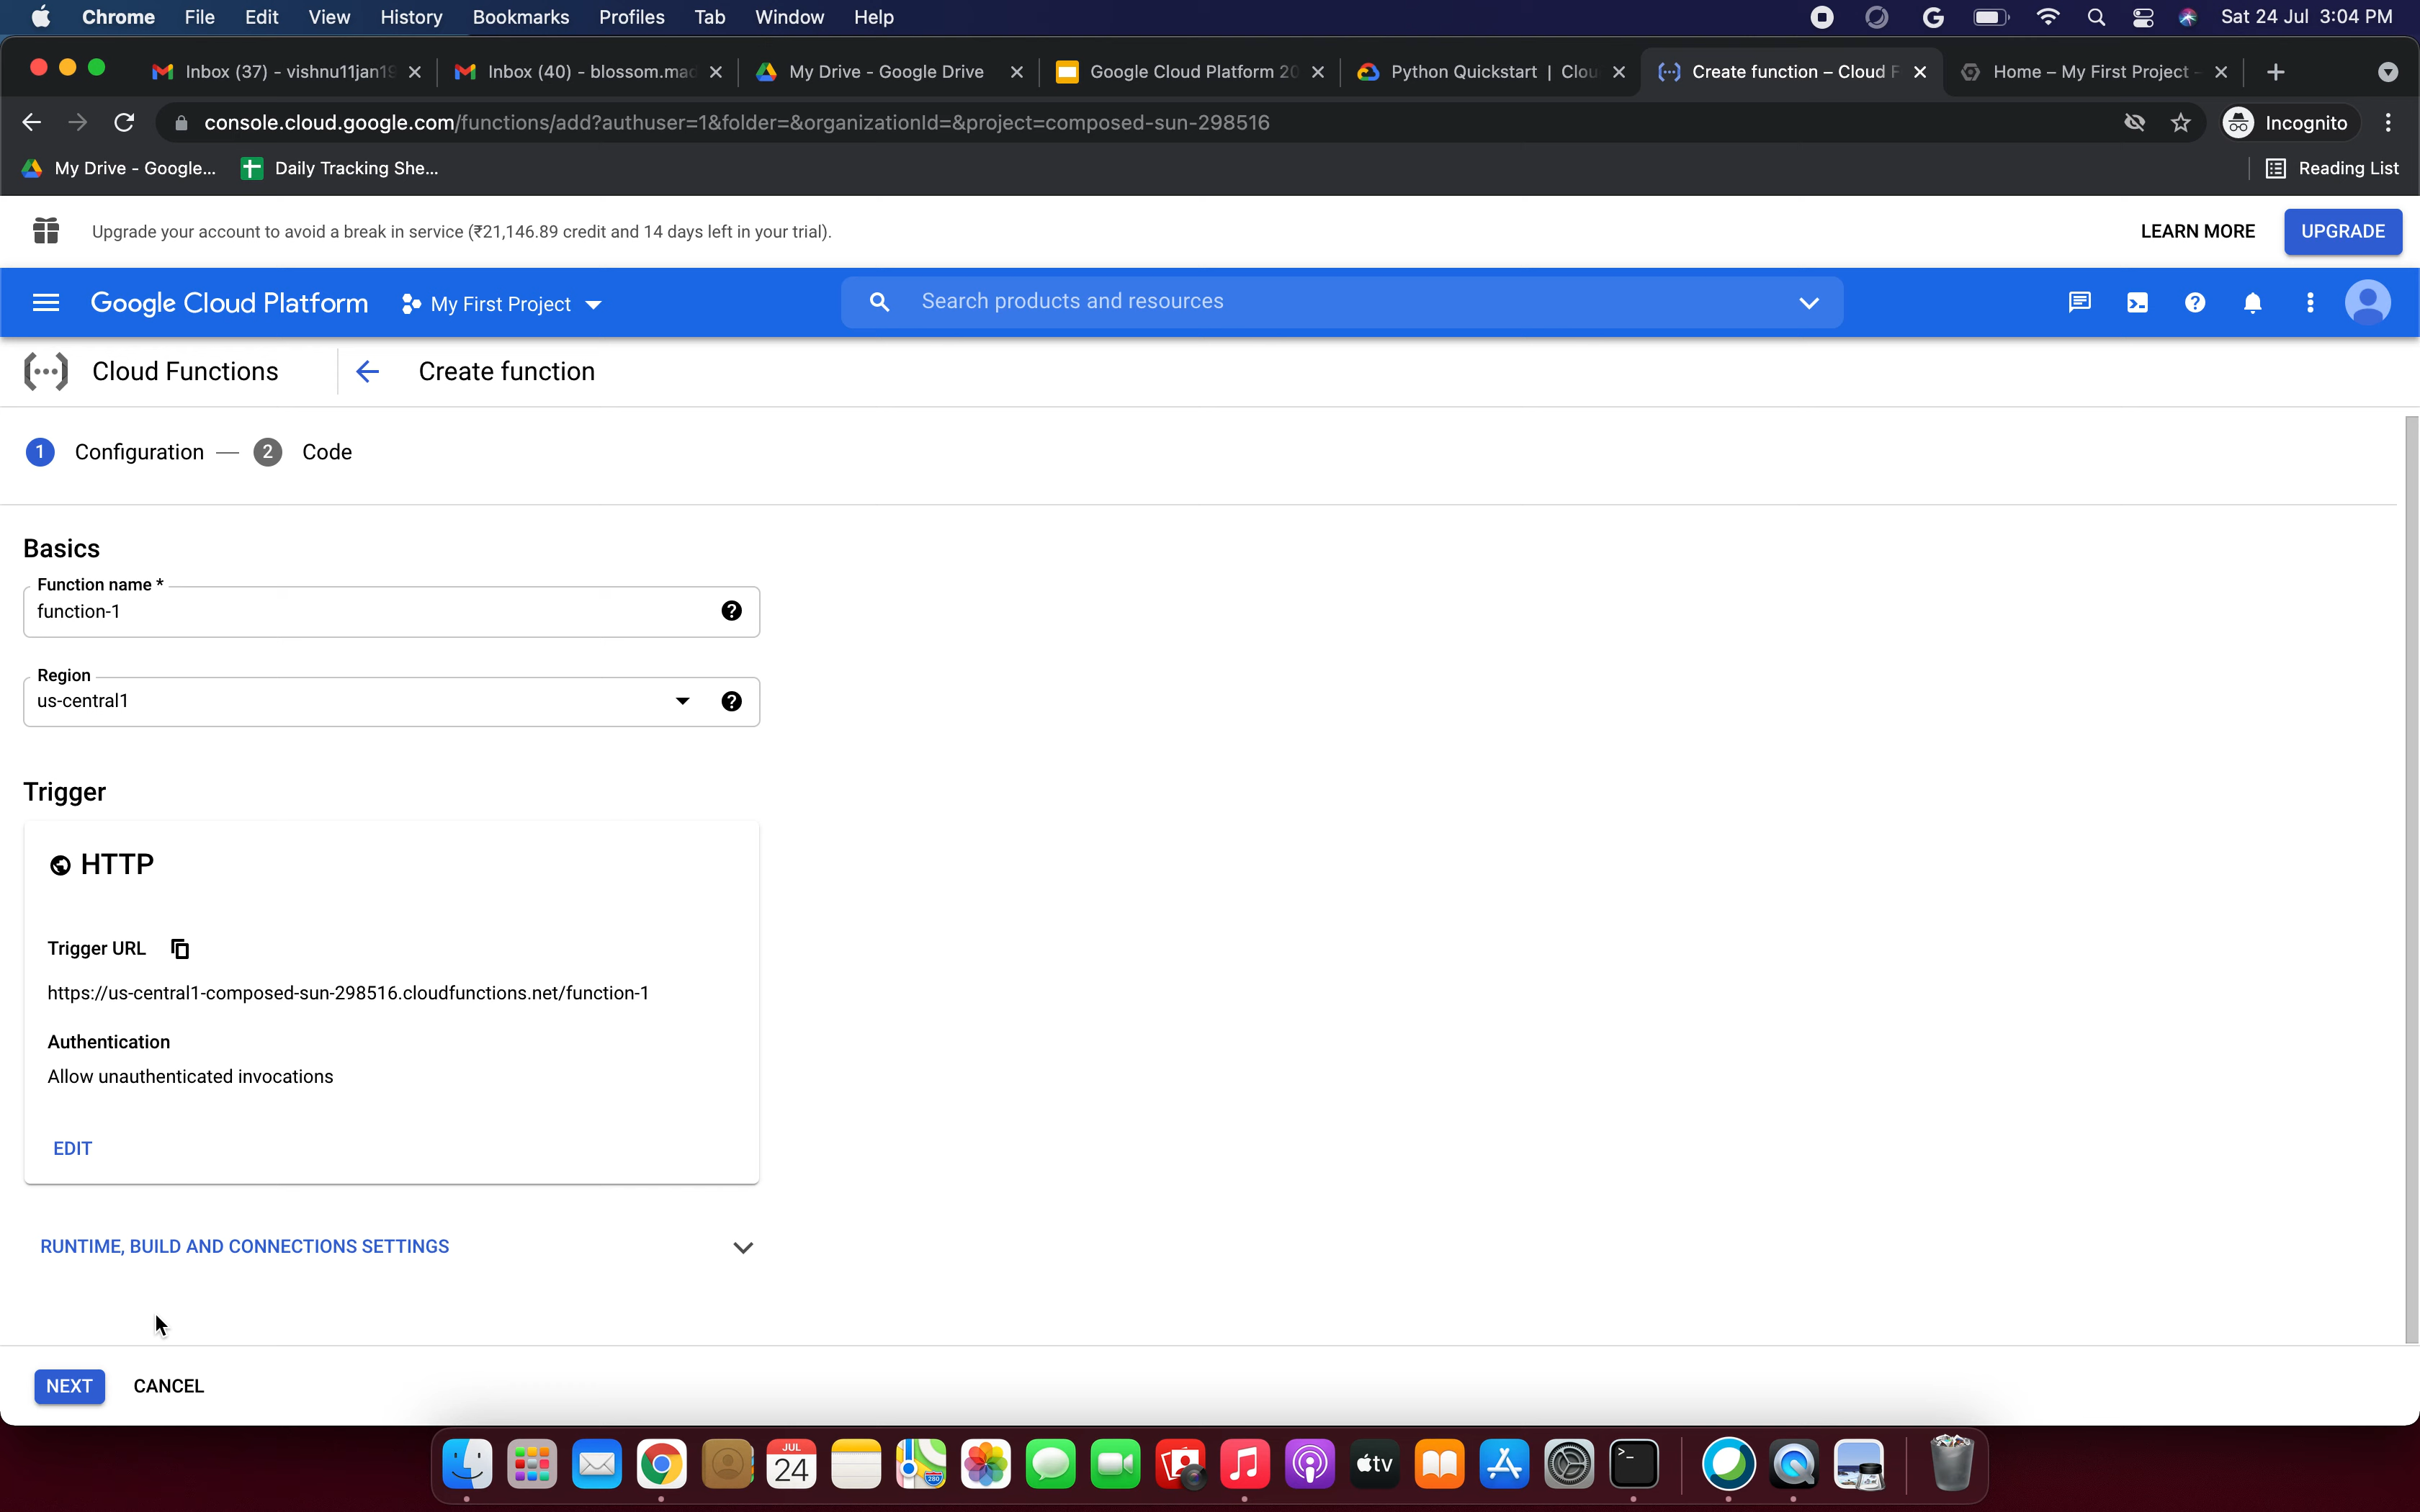 Chrome File Edit View History Bookmarks Profiles Tab Window Help Sat 24 Jul 3:04 PM
Inbox (37) - vishnu11jan19 Inbox (40) - blossom.mad My Drive - Google Drive Google Cloud Platform 20 Python Quickstart | Clou Create function – Cloud F Home – My First Project -
console.cloud.google.com/functions/add?authuser=1&folder=&organizationId=&project=composed-sun-298516 Incognito
My Drive - Google... Daily Tracking She... Reading List
Upgrade your account to avoid a break in service (₹21,146.89 credit and 14 days left in your trial). LEARN MORE UPGRADE
Google Cloud Platform My First Project Search products and resources
Cloud Functions Create function
1 Configuration — 2 Code
Basics
Function name *
function-1
Region
us-central1
Trigger
HTTP
Trigger URL
https://us-central1-composed-sun-298516.cloudfunctions.net/function-1
Authentication
Allow unauthenticated invocations
EDIT
RUNTIME, BUILD AND CONNECTIONS SETTINGS
NEXT CANCEL
JUL
24
tv
280